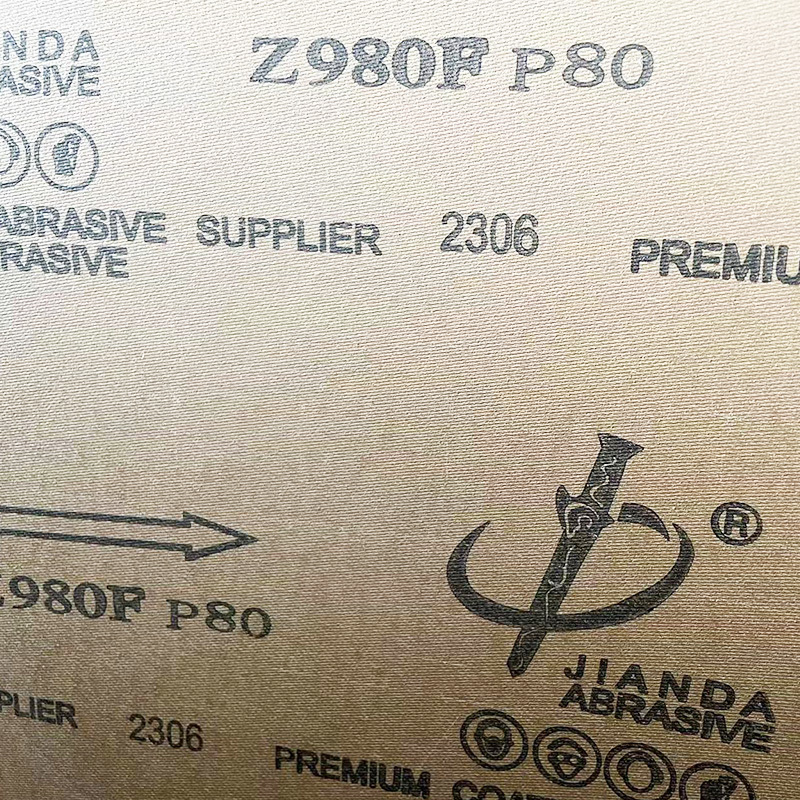 NDA
ASIVE
Z980F P80
ABRASIVE SUPPLIER 2306
RASIVE
PREMIU
980F P80
®
JIANDA
ABRASIVE
PLIER 2306
PREMIUM